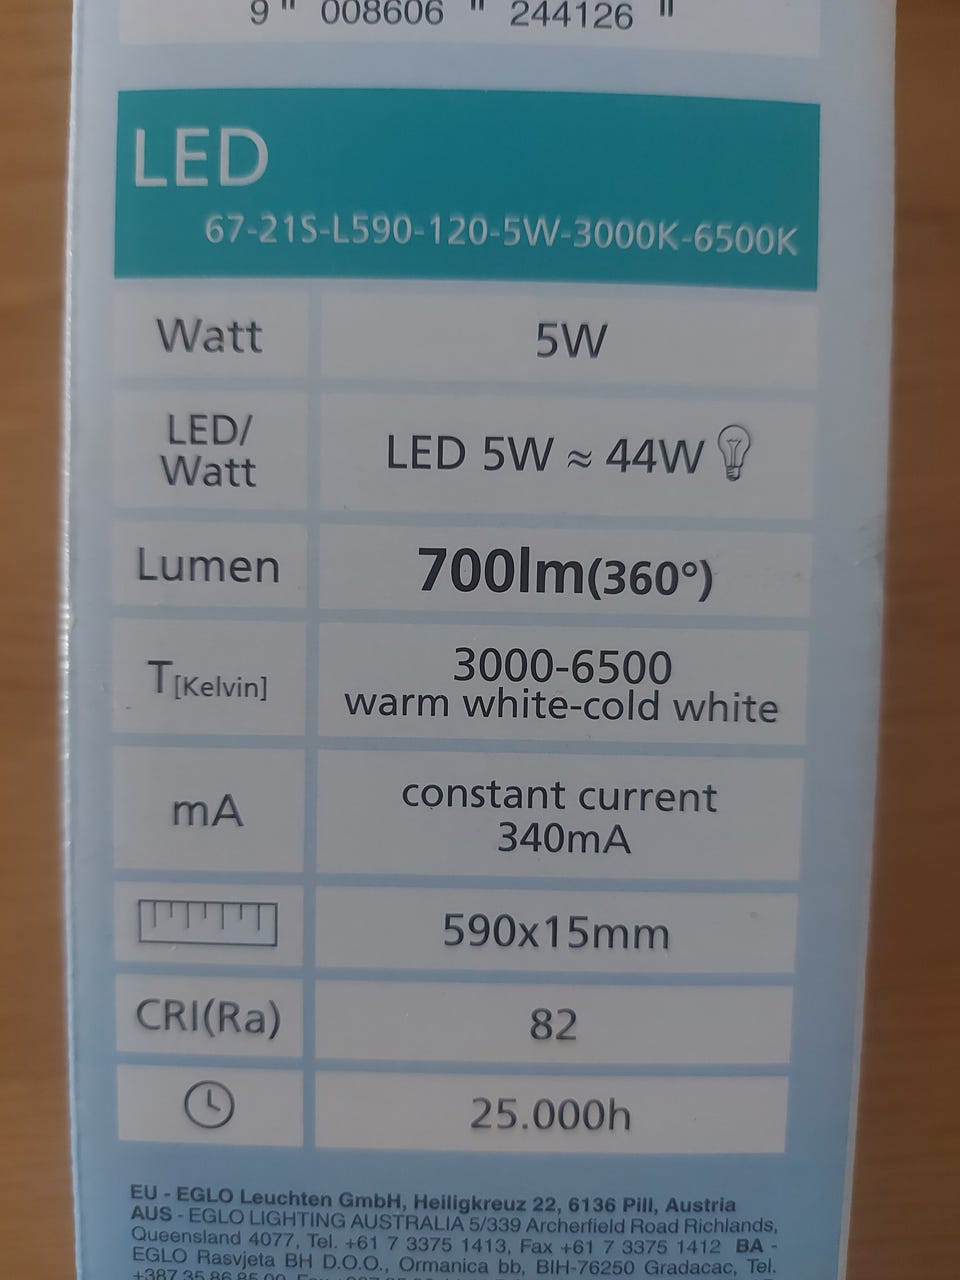 9 " 008606 " 244126 "
LED
67-21S-L590-120-5W-3000K-6500K
Watt
5W
LED/
Watt
LED 5W ≈ 44W
Lumen
700lm(360°)
T[Kelvin]
3000-6500
warm white-cold white
mA
constant current
340mA
590x15mm
CRI(Ra)
82
25.000h
EU - EGLO Leuchten GmbH, Heiligkreuz 22, 6136 Pill, Austria
AUS - EGLO LIGHTING AUSTRALIA 5/339 Archerfield Road Richlands,
Queensland 4077, Tel. +61 7 3375 1413, Fax +61 7 3375 1412 BA -
EGLO Rasvjeta BH D.O.O., Ormanica bb, BIH-76250 Gradacac, Tel.